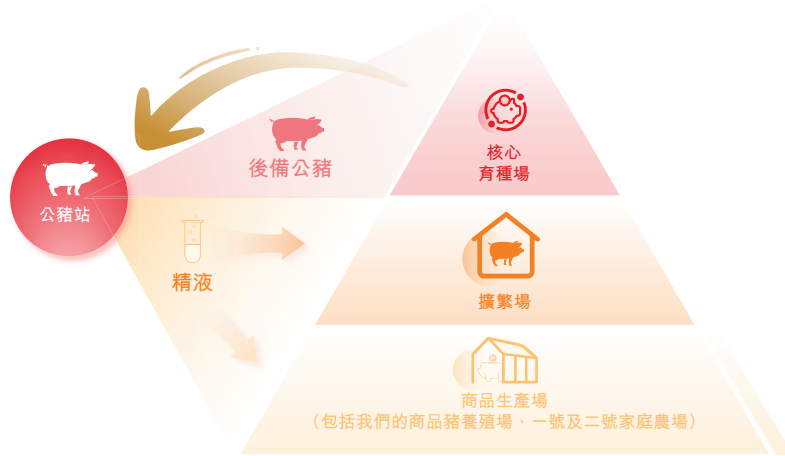 核心
育種場
後備公豬
公豬站
精液
擴繁場
商品生產場
（包括我們的商品豬養殖場、一號及二號家庭農場）